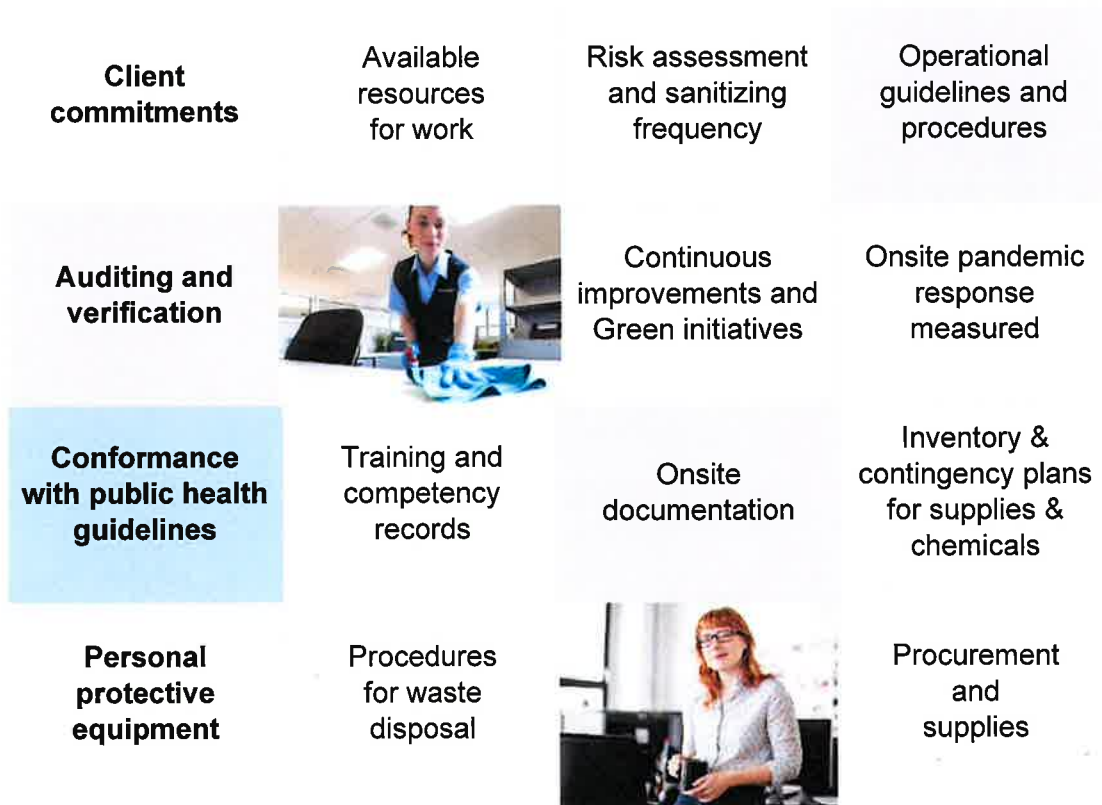 Client
commitments
Available
resources
for work
Risk assessment
and sanitizing
frequency
Operational
guidelines and
procedures
Auditing and
verification
Continuous
improvements and
Green initiatives
Onsite pandemic
response
measured
Conformance
with public health
guidelines
Training and
competency
records
Onsite
documentation
Inventory &
contingency plans
for supplies &
chemicals
Personal
protective
equipment
Procedures
for waste
disposal
Procurement
and
supplies